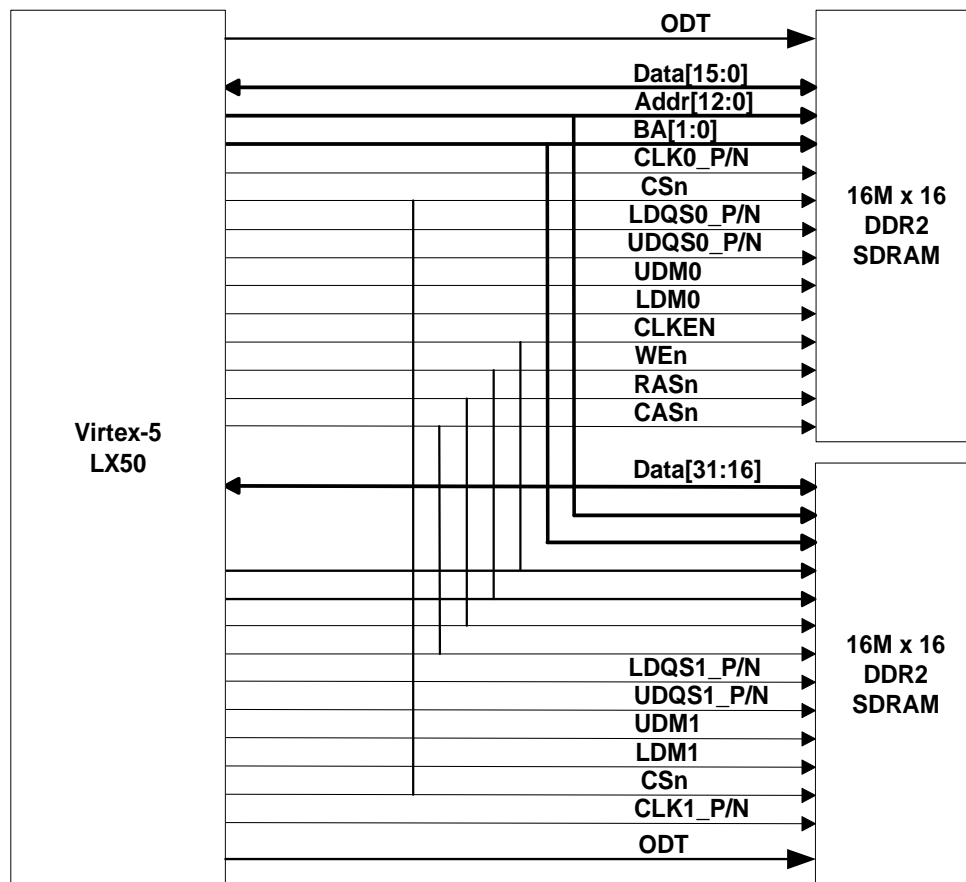 ODT
Data[15:0]
Addr[12:0]
BA[1:0]
CLK0_P/N
CSn
LDQS0_P/N
UDQS0_P/N
UDM0
LDM0
CLKEN
WEn
RASn
CASn
16M x 16
DDR2
SDRAM
Virtex-5
LX50
Data[31:16]
LDQS1_P/N
UDQS1_P/N
UDM1
LDM1
CSn
CLK1_P/N
ODT
16M x 16
DDR2
SDRAM